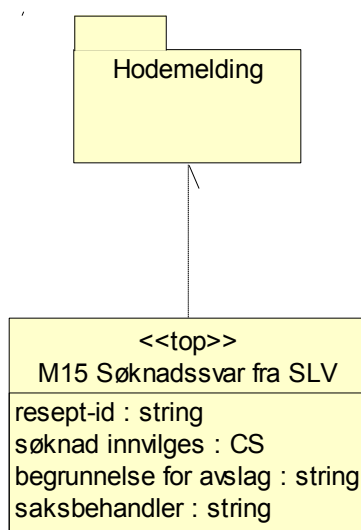 Hodemelding
<<top>>
M15 Søknadssvar fra SLV
resept-id : string
søknad innvilges : CS
begrunnelse for avslag : string
saksbehandler : string